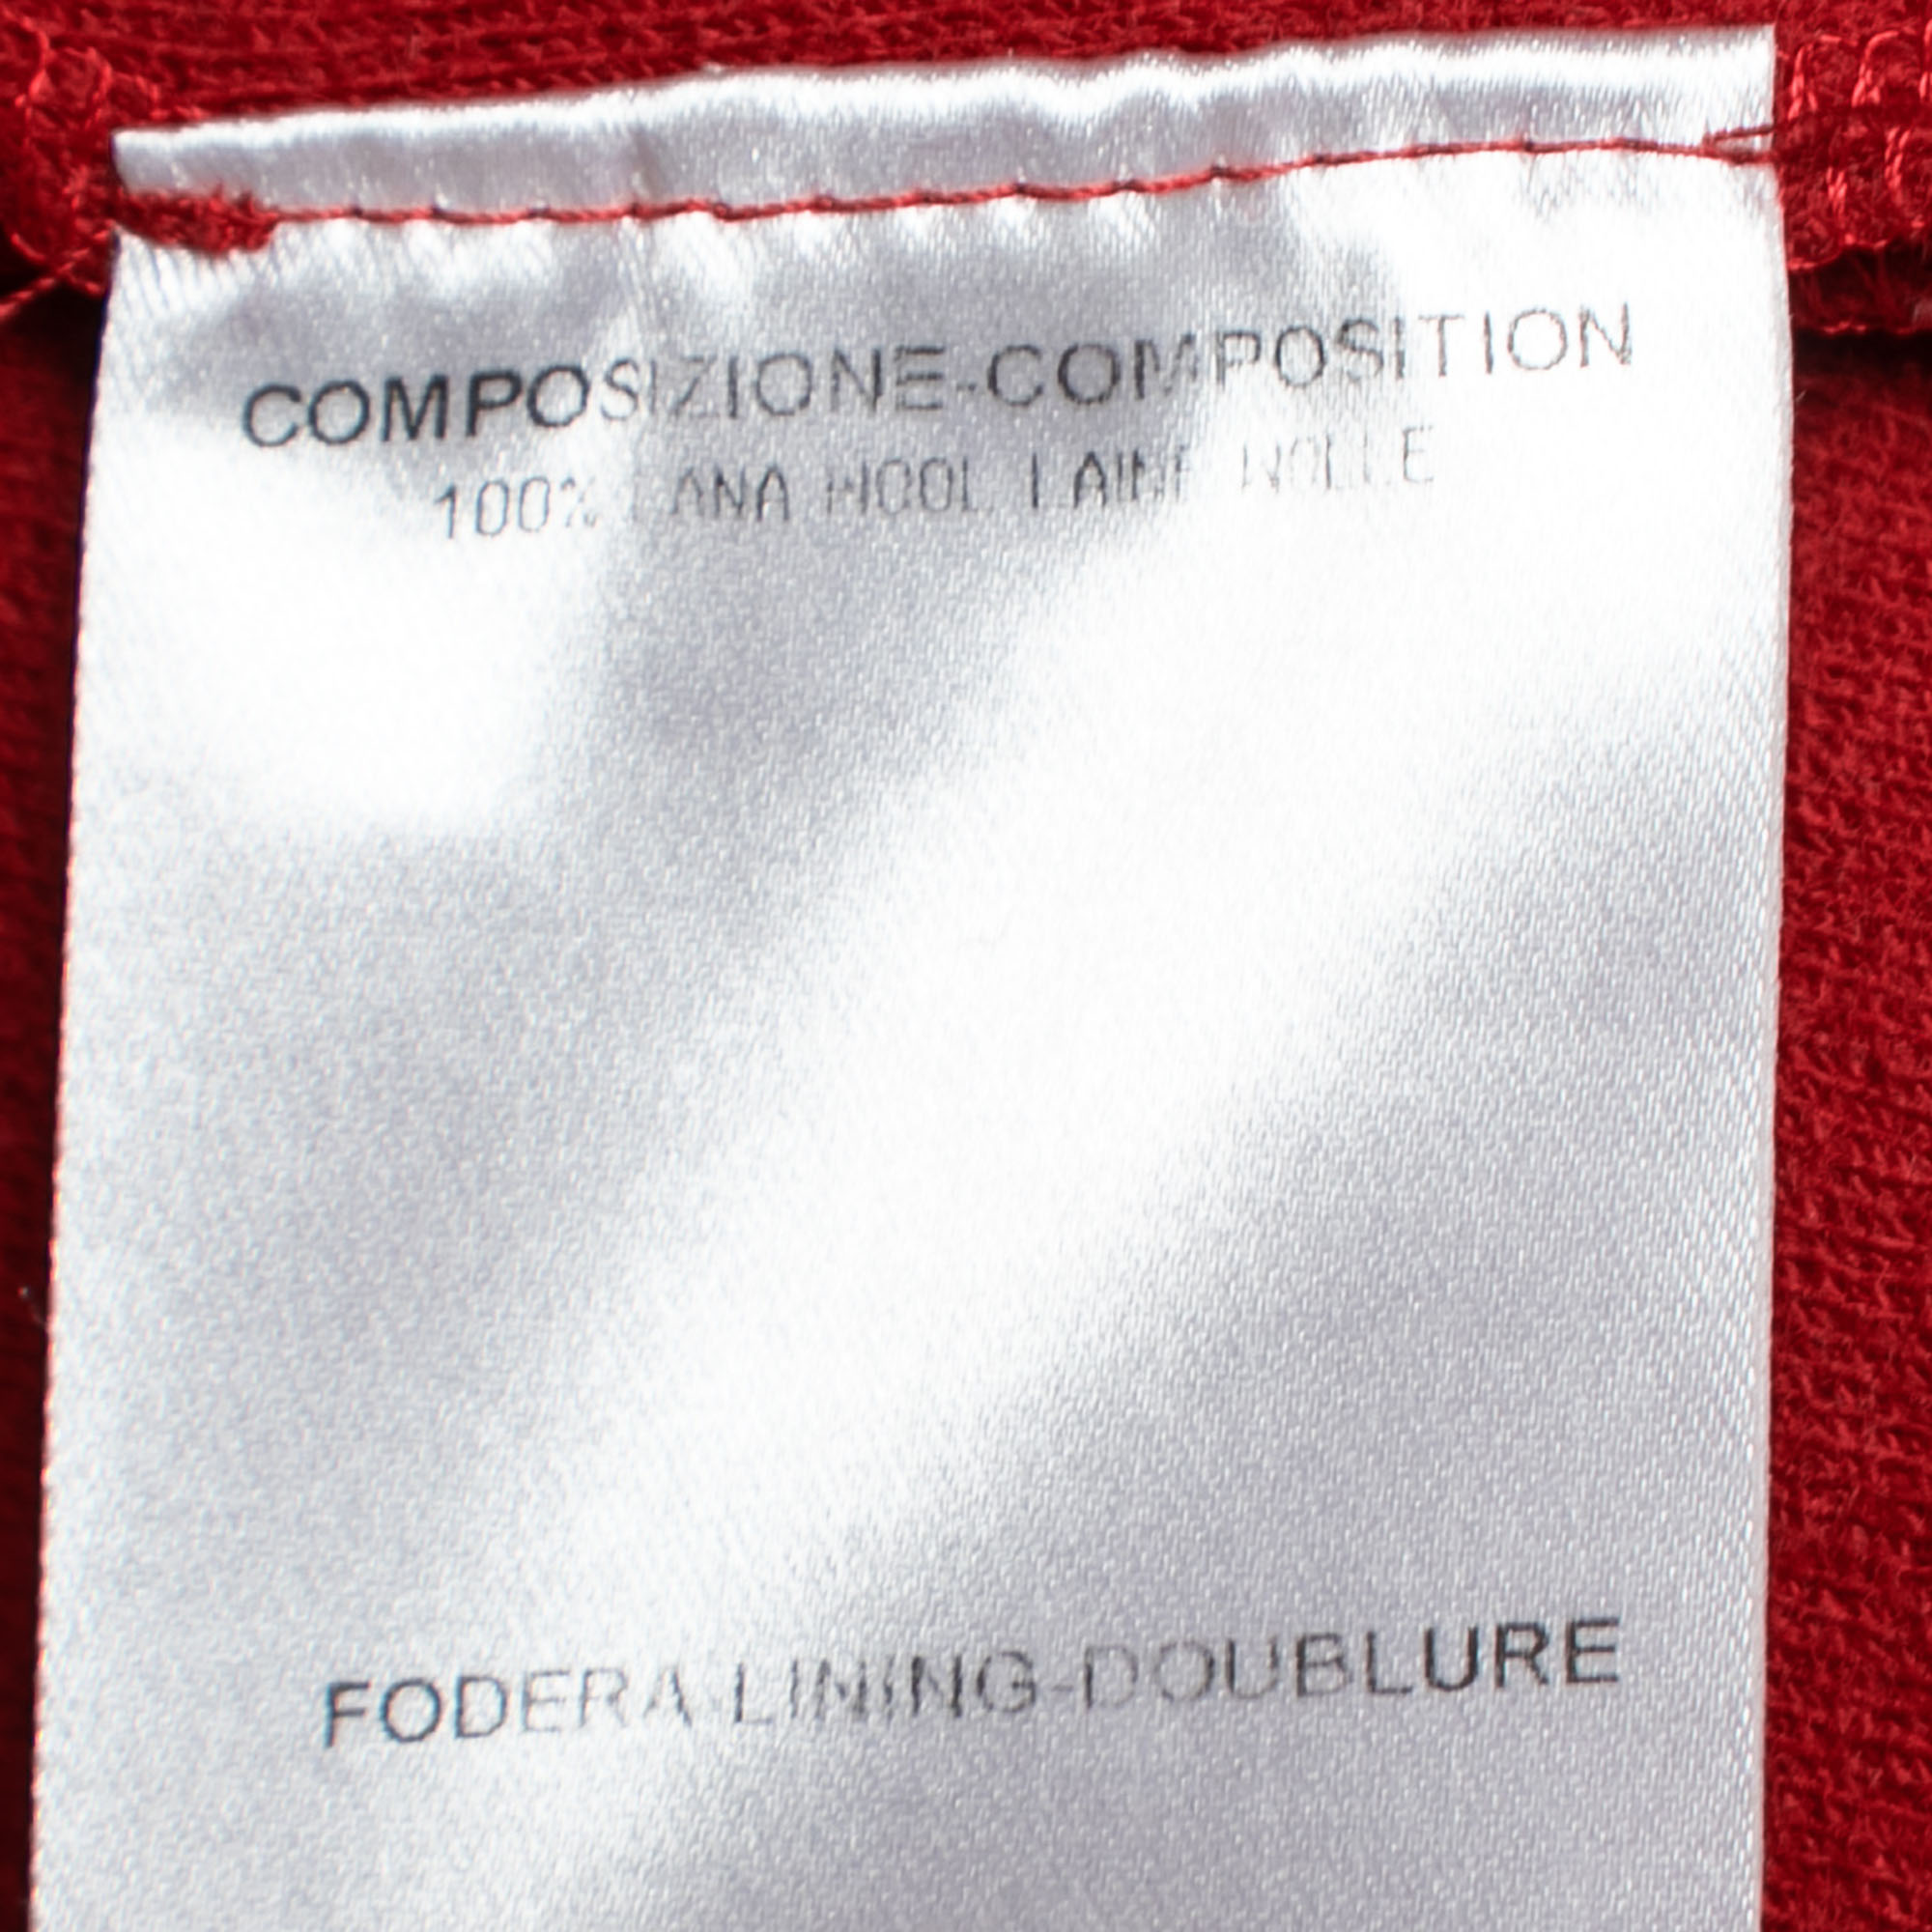 COMPOSIZIONE-COMPOSITION
100% LANA WOOL LAINE WOLLE
FODERA-LINING-DOUBLURE